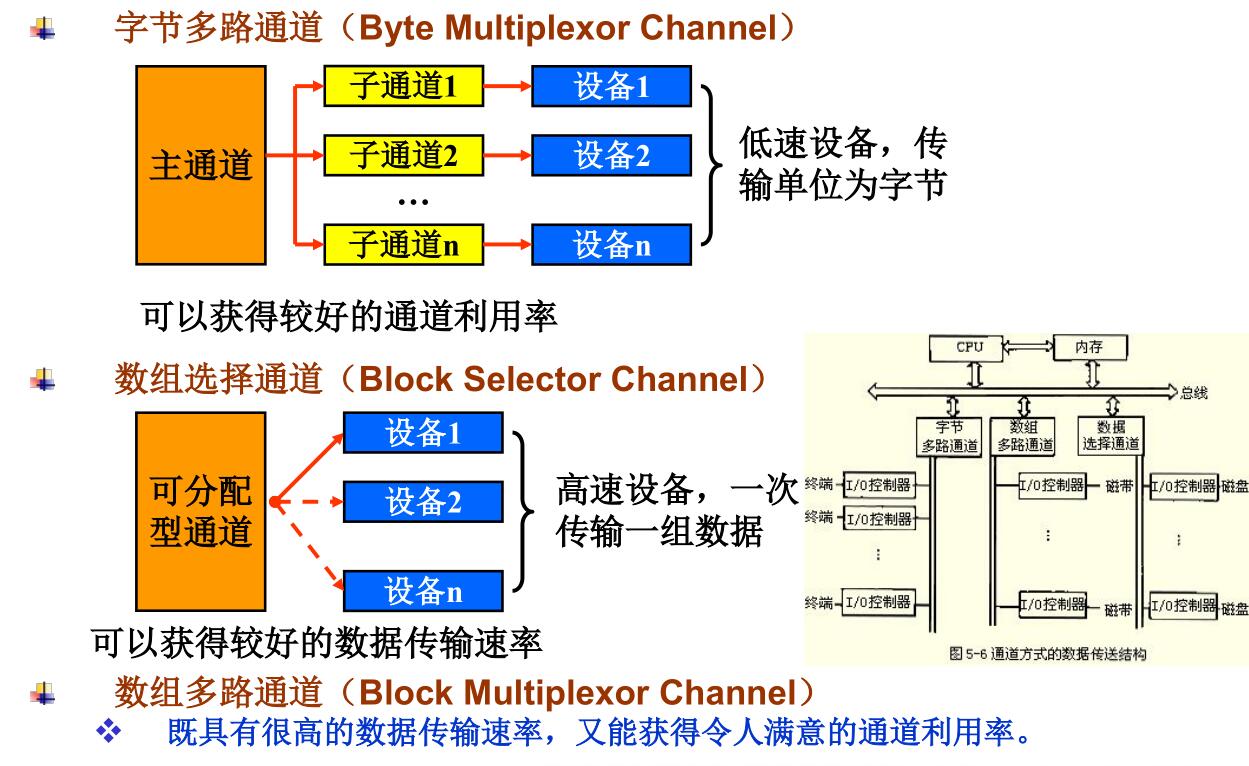 字节多路通道（Byte Multiplexor Channel）
主通道
子通道1
设备1
子通道2
设备2
…
子通道n
设备n
低速设备，传
输单位为字节
可以获得较好的通道利用率
数组选择通道（Block Selector Channel）
可分配
型通道
设备1
设备2
设备n
高速设备，一次
传输一组数据
可以获得较好的数据传输速率
CPU
内存
总线
字节
多路通道
数组
多路通道
数据
选择通道
终端
I/O控制器
I/O控制器
磁带
I/O控制器
磁盘
终端
I/O控制器
⋮
⋮
⋮
终端
I/O控制器
I/O控制器
磁带
I/O控制器
磁盘
图 5-6 通道方式的数据传送结构
数组多路通道（Block Multiplexor Channel）
既具有很高的数据传输速率，又能获得令人满意的通道利用率。